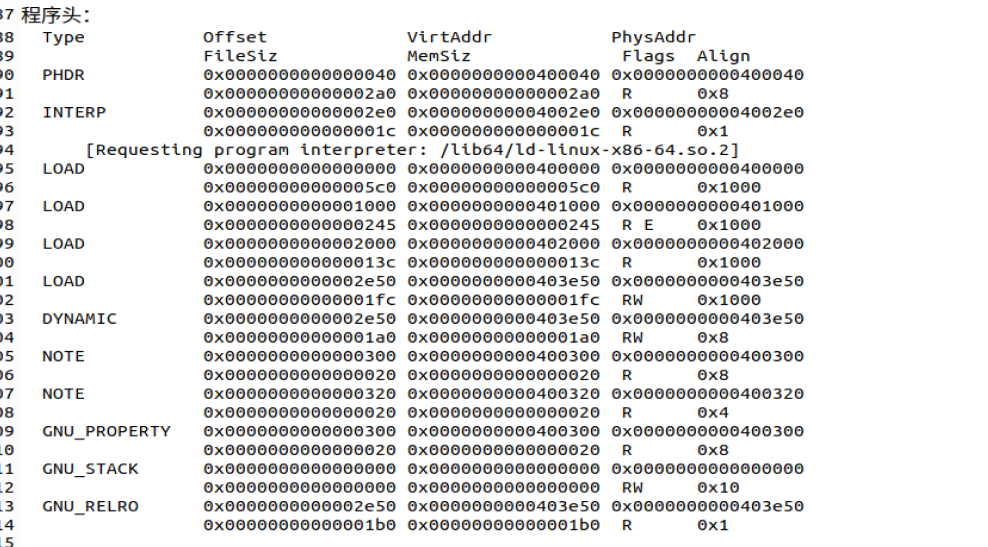 87 程序头：
88 Type Offset VirtAddr PhysAddr
89 FileSiz MemSiz Flags Align
90 PHDR 0x0000000000000040 0x0000000000400040 0x0000000000400040
91 0x00000000000002a0 0x00000000000002a0 R 0x8
92 INTERP 0x00000000000002e0 0x00000000004002e0 0x00000000004002e0
93 0x000000000000001c 0x000000000000001c R 0x1
94 [Requesting program interpreter: /lib64/ld-linux-x86-64.so.2]
95 LOAD 0x0000000000000000 0x0000000000400000 0x0000000000400000
96 0x00000000000005c0 0x00000000000005c0 R 0x1000
97 LOAD 0x0000000000001000 0x0000000000401000 0x0000000000401000
98 0x0000000000000245 0x0000000000000245 R E 0x1000
99 LOAD 0x0000000000002000 0x0000000000402000 0x0000000000402000
00 0x000000000000013c 0x000000000000013c R 0x1000
01 LOAD 0x0000000000002e50 0x0000000000403e50 0x0000000000403e50
02 0x00000000000001fc 0x00000000000001fc RW 0x1000
03 DYNAMIC 0x0000000000002e50 0x0000000000403e50 0x0000000000403e50
04 0x00000000000001a0 0x00000000000001a0 RW 0x8
05 NOTE 0x0000000000000300 0x0000000000400300 0x0000000000400300
06 0x0000000000000020 0x0000000000000020 R 0x8
07 NOTE 0x0000000000000320 0x0000000000400320 0x0000000000400320
08 0x0000000000000020 0x0000000000000020 R 0x4
09 GNU_PROPERTY 0x0000000000000300 0x0000000000400300 0x0000000000400300
10 0x0000000000000020 0x0000000000000020 R 0x8
11 GNU_STACK 0x0000000000000000 0x0000000000000000 0x0000000000000000
12 0x0000000000000000 0x0000000000000000 RW 0x10
13 GNU_RELRO 0x0000000000002e50 0x0000000000403e50 0x0000000000403e50
14 0x00000000000001b0 0x00000000000001b0 R 0x1
15